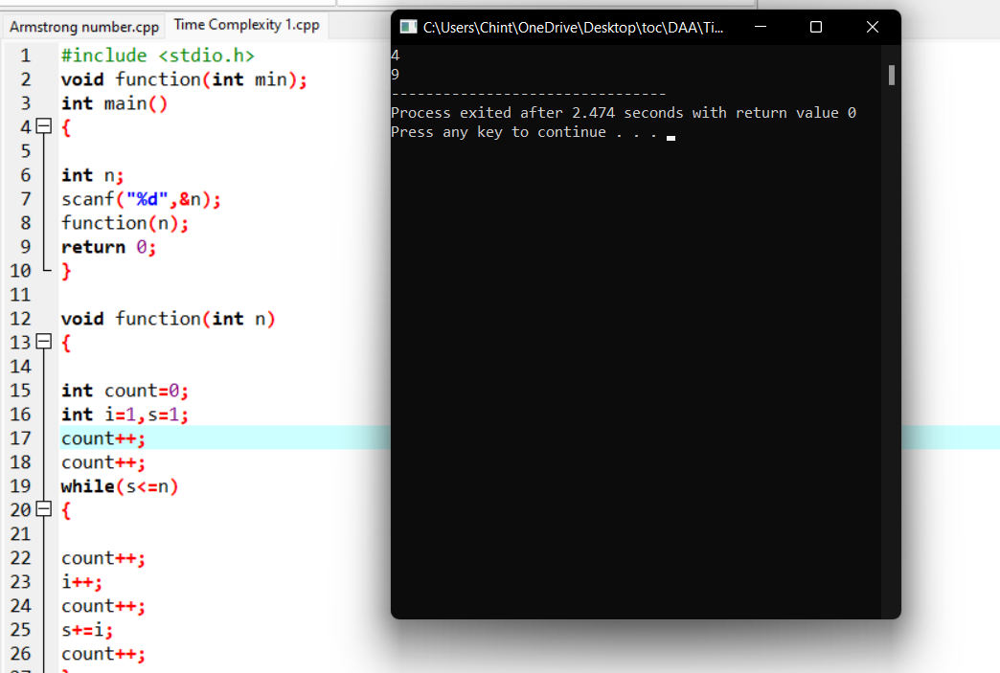 Armstrong number.cpp Time Complexity 1.cpp
1 #include <stdio.h>
2 void function(int min);
3 int main()
4 {
5
6 int n;
7 scanf("%d",&n);
8 function(n);
9 return 0;
10 }
11
12 void function(int n)
13 {
14
15 int count=0;
16 int i=1,s=1;
17 count++;
18 count++;
19 while(s<=n)
20 {
21
22 count++;
23 i++;
24 count++;
25 s+=i;
26 count++;
C:\Users\Chint\OneDrive\Desktop\toc\DAA\Ti...
4
9
--------------------------------
Process exited after 2.474 seconds with return value 0
Press any key to continue . . .